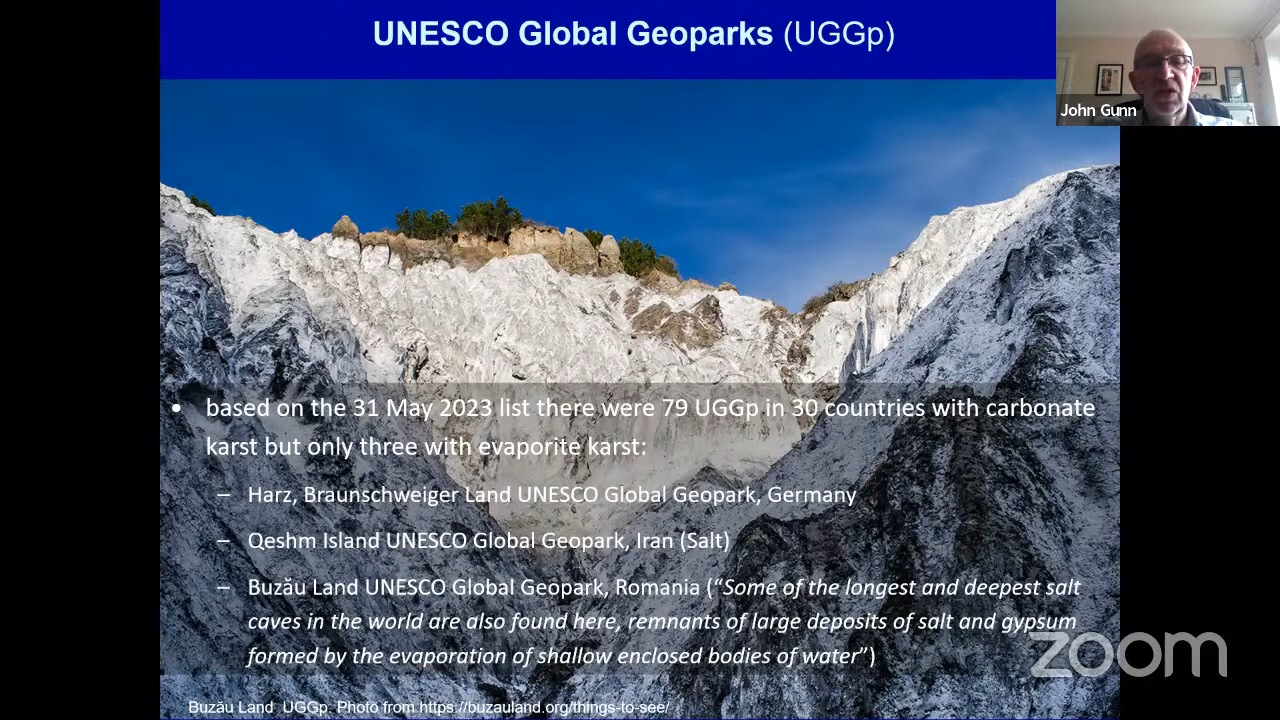 UNESCO Global Geoparks (UGGp)
John Gunn
• based on the 31 May 2023 list there were 79 UGGp in 30 countries with carbonate
karst but only three with evaporite karst:
– Harz, Braunschweiger Land UNESCO Global Geopark, Germany
– Qeshm Island UNESCO Global Geopark, Iran (Salt)
– Buzău Land UNESCO Global Geopark, Romania (“Some of the longest and deepest salt
caves in the world are also found here, remnants of large deposits of salt and gypsum
formed by the evaporation of shallow enclosed bodies of water”)
zoom
Buzău Land UGGp. Photo from https://buzauland.org/things-to-see/